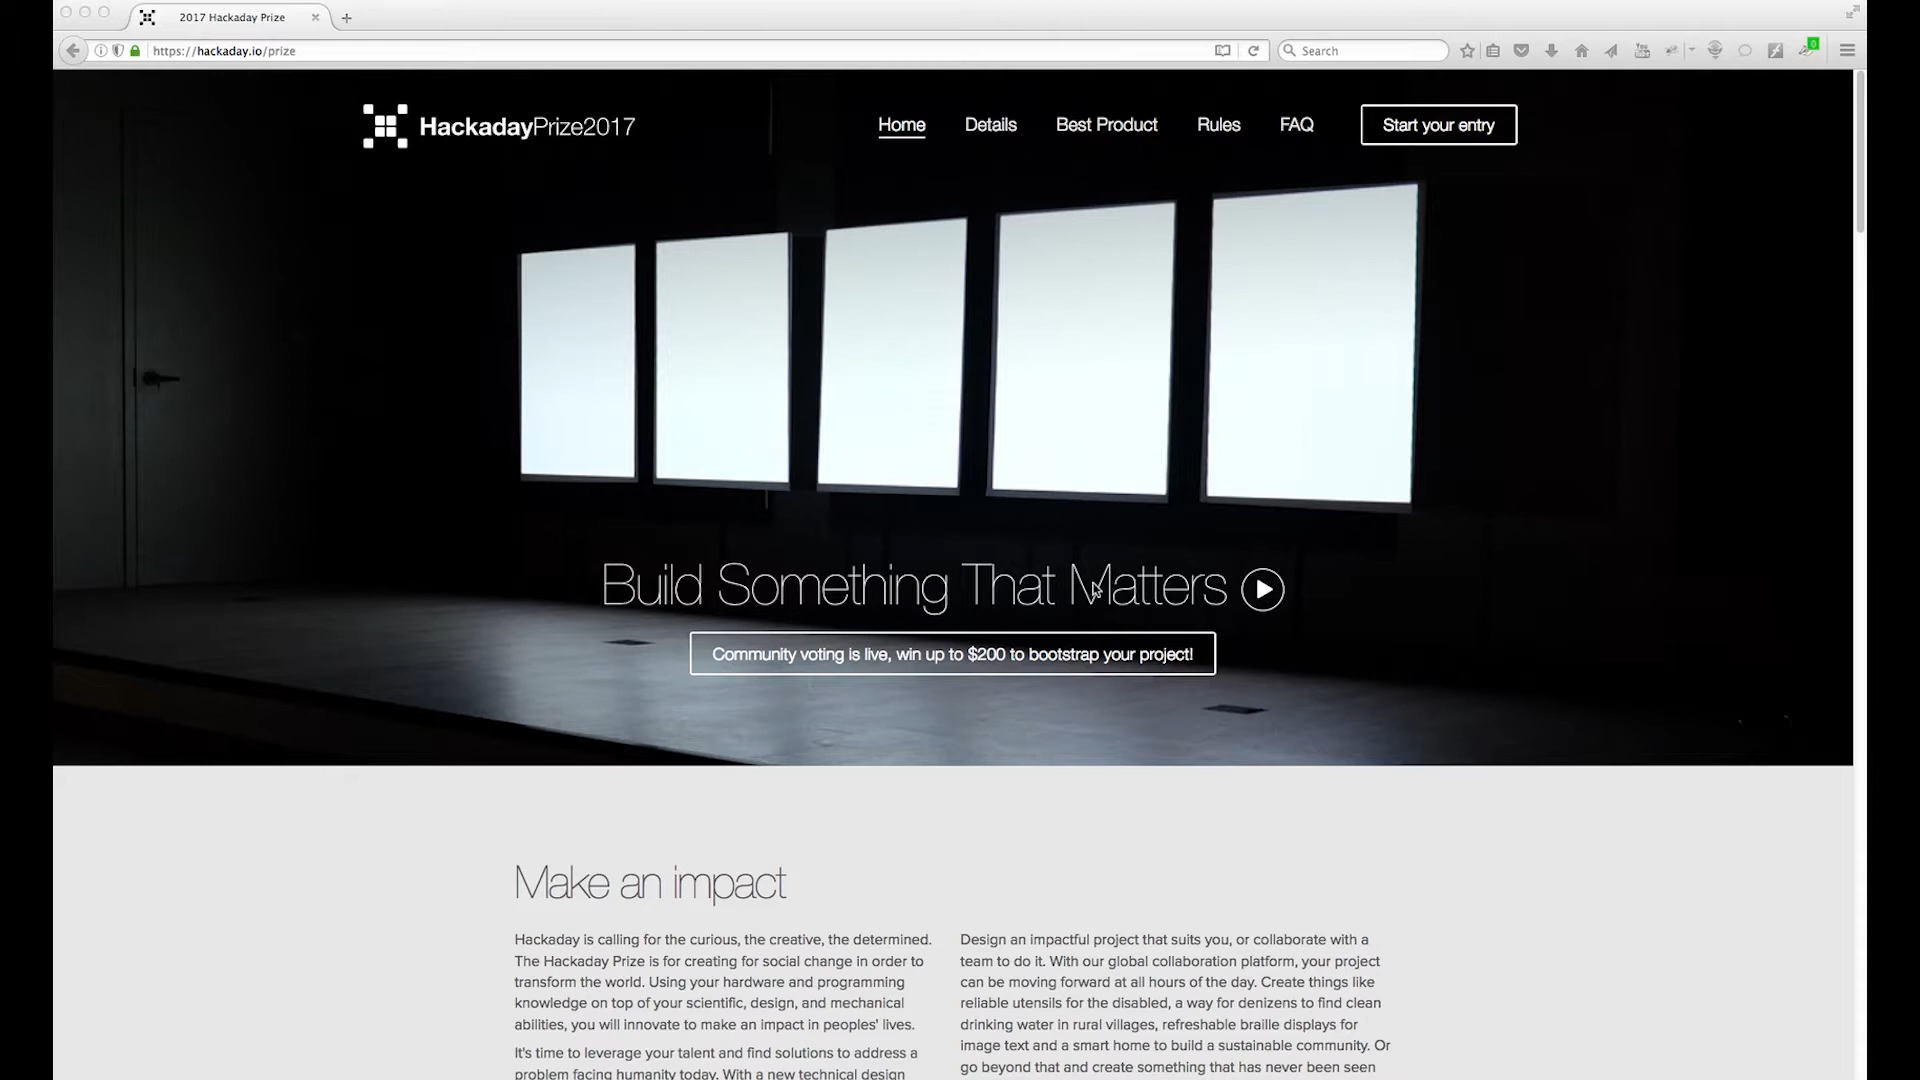 2017 Hackaday Prize
https://hackaday.io/prize
Search
0
HackadayPrize2017
Home
Details
Best Product
Rules
FAQ
Start your entry
Build Something That Matters
Community voting is live, win up to $200 to bootstrap your project!
Make an impact
Hackaday is calling for the curious, the creative, the determined.
The Hackaday Prize is for creating for social change in order to
transform the world. Using your hardware and programming
knowledge on top of your scientific, design, and mechanical
abilities, you will innovate to make an impact in peoples' lives.
It's time to leverage your talent and find solutions to address a
problem facing humanity today. With a new technical design
Design an impactful project that suits you, or collaborate with a
team to do it. With our global collaboration platform, your project
can be moving forward at all hours of the day. Create things like
reliable utensils for the disabled, a way for denizens to find clean
drinking water in rural villages, refreshable braille displays for
image text and a smart home to build a sustainable community. Or
go beyond that and create something that has never been seen